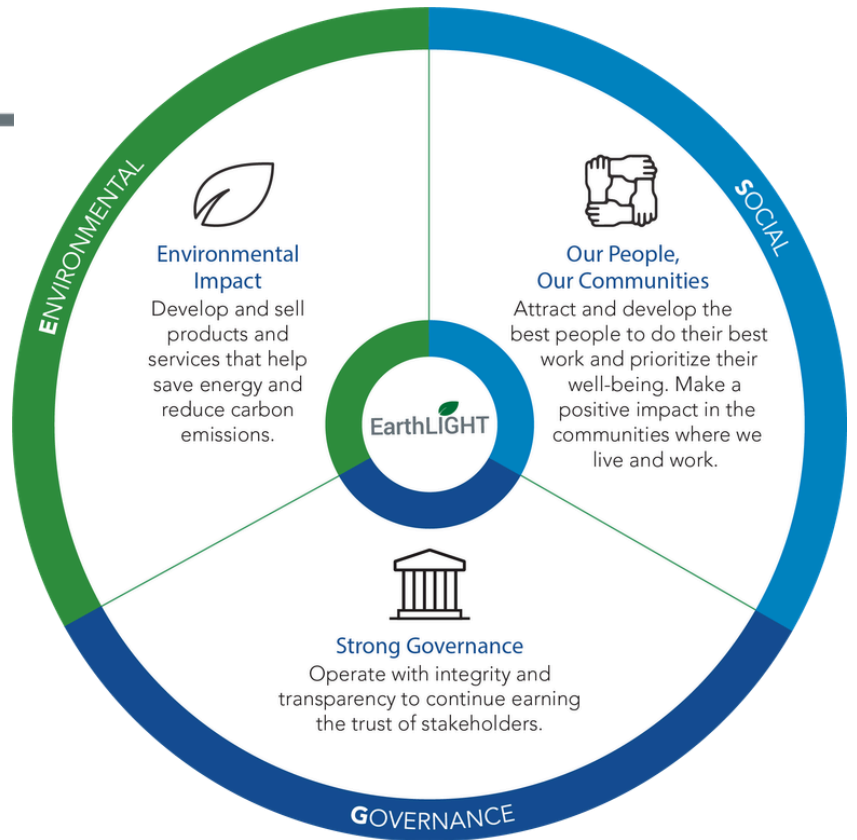 ENVIRONMENTAL
Environmental
Impact
Develop and sell
products and
services that help
save energy and
reduce carbon
emissions.
SOCIAL
Our People,
Our Communities
Attract and develop the
best people to do their best
work and prioritize their
well-being. Make a
positive impact in the
communities where we
live and work.
EarthLIGHT
Strong Governance
Operate with integrity and
transparency to continue earning
the trust of stakeholders.
GOVERNANCE